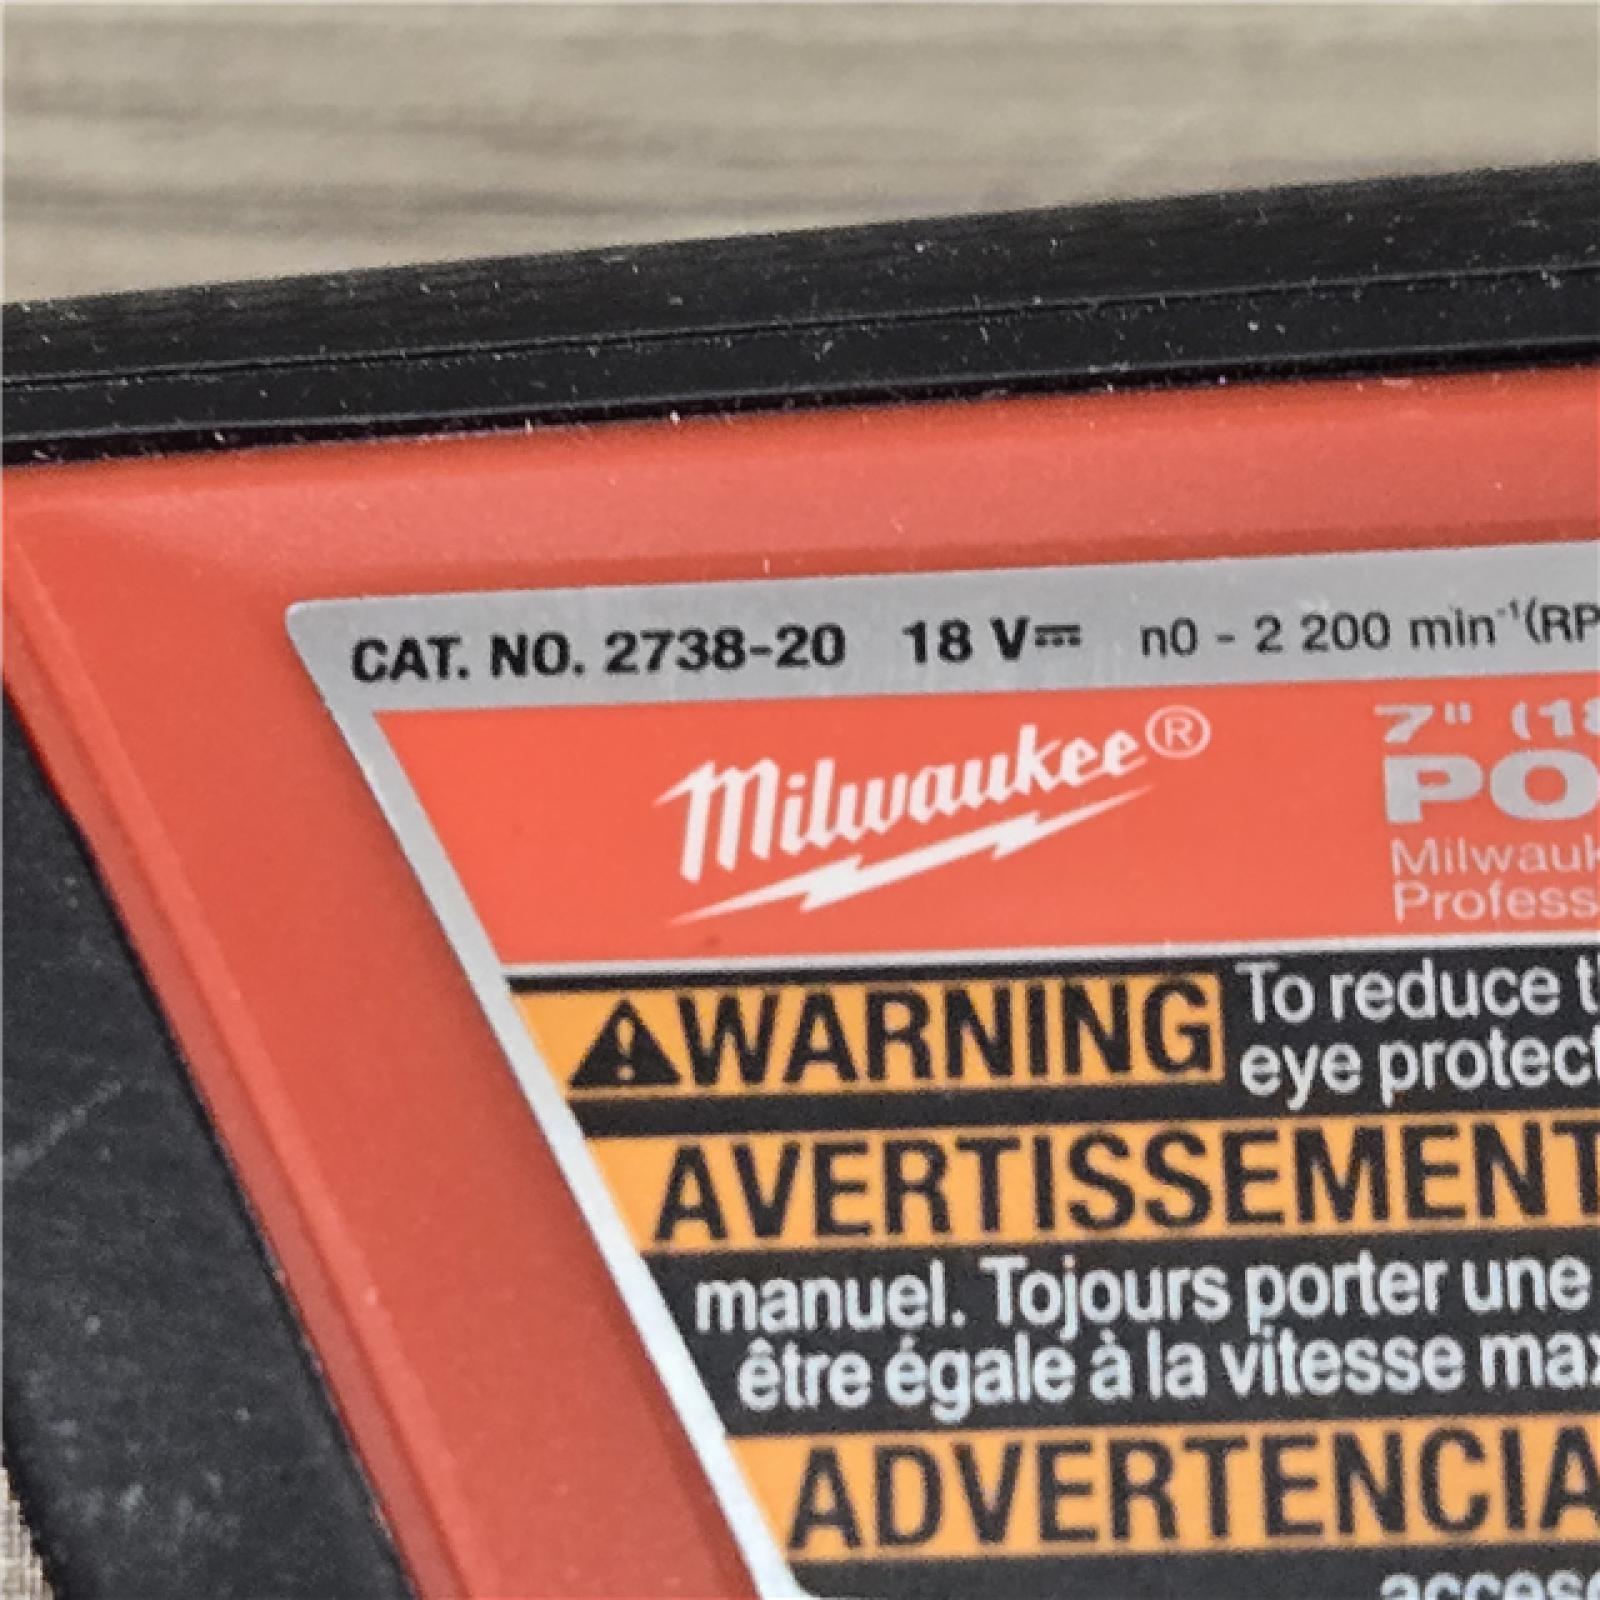 CAT. NO. 2738-20 18 V⎓ n0 - 2 200 min⁻¹(RP
Milwaukee®
7" (18
PO
Milwauk
Profess
⚠WARNING To reduce t
eye protect
AVERTISSEMENT
manuel. Tojours porter une
être égale à la vitesse max
ADVERTENCIA
acceso